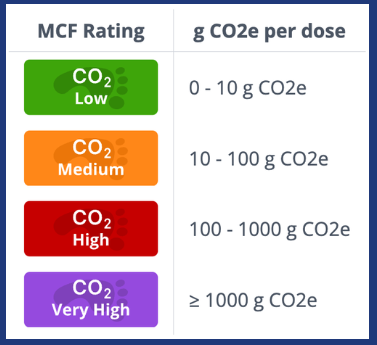 MCF Rating g CO2e per dose
CO₂
Low
0 - 10 g CO2e
CO₂
Medium
10 - 100 g CO2e
CO₂
High
100 - 1000 g CO2e
CO₂
Very High
≥ 1000 g CO2e